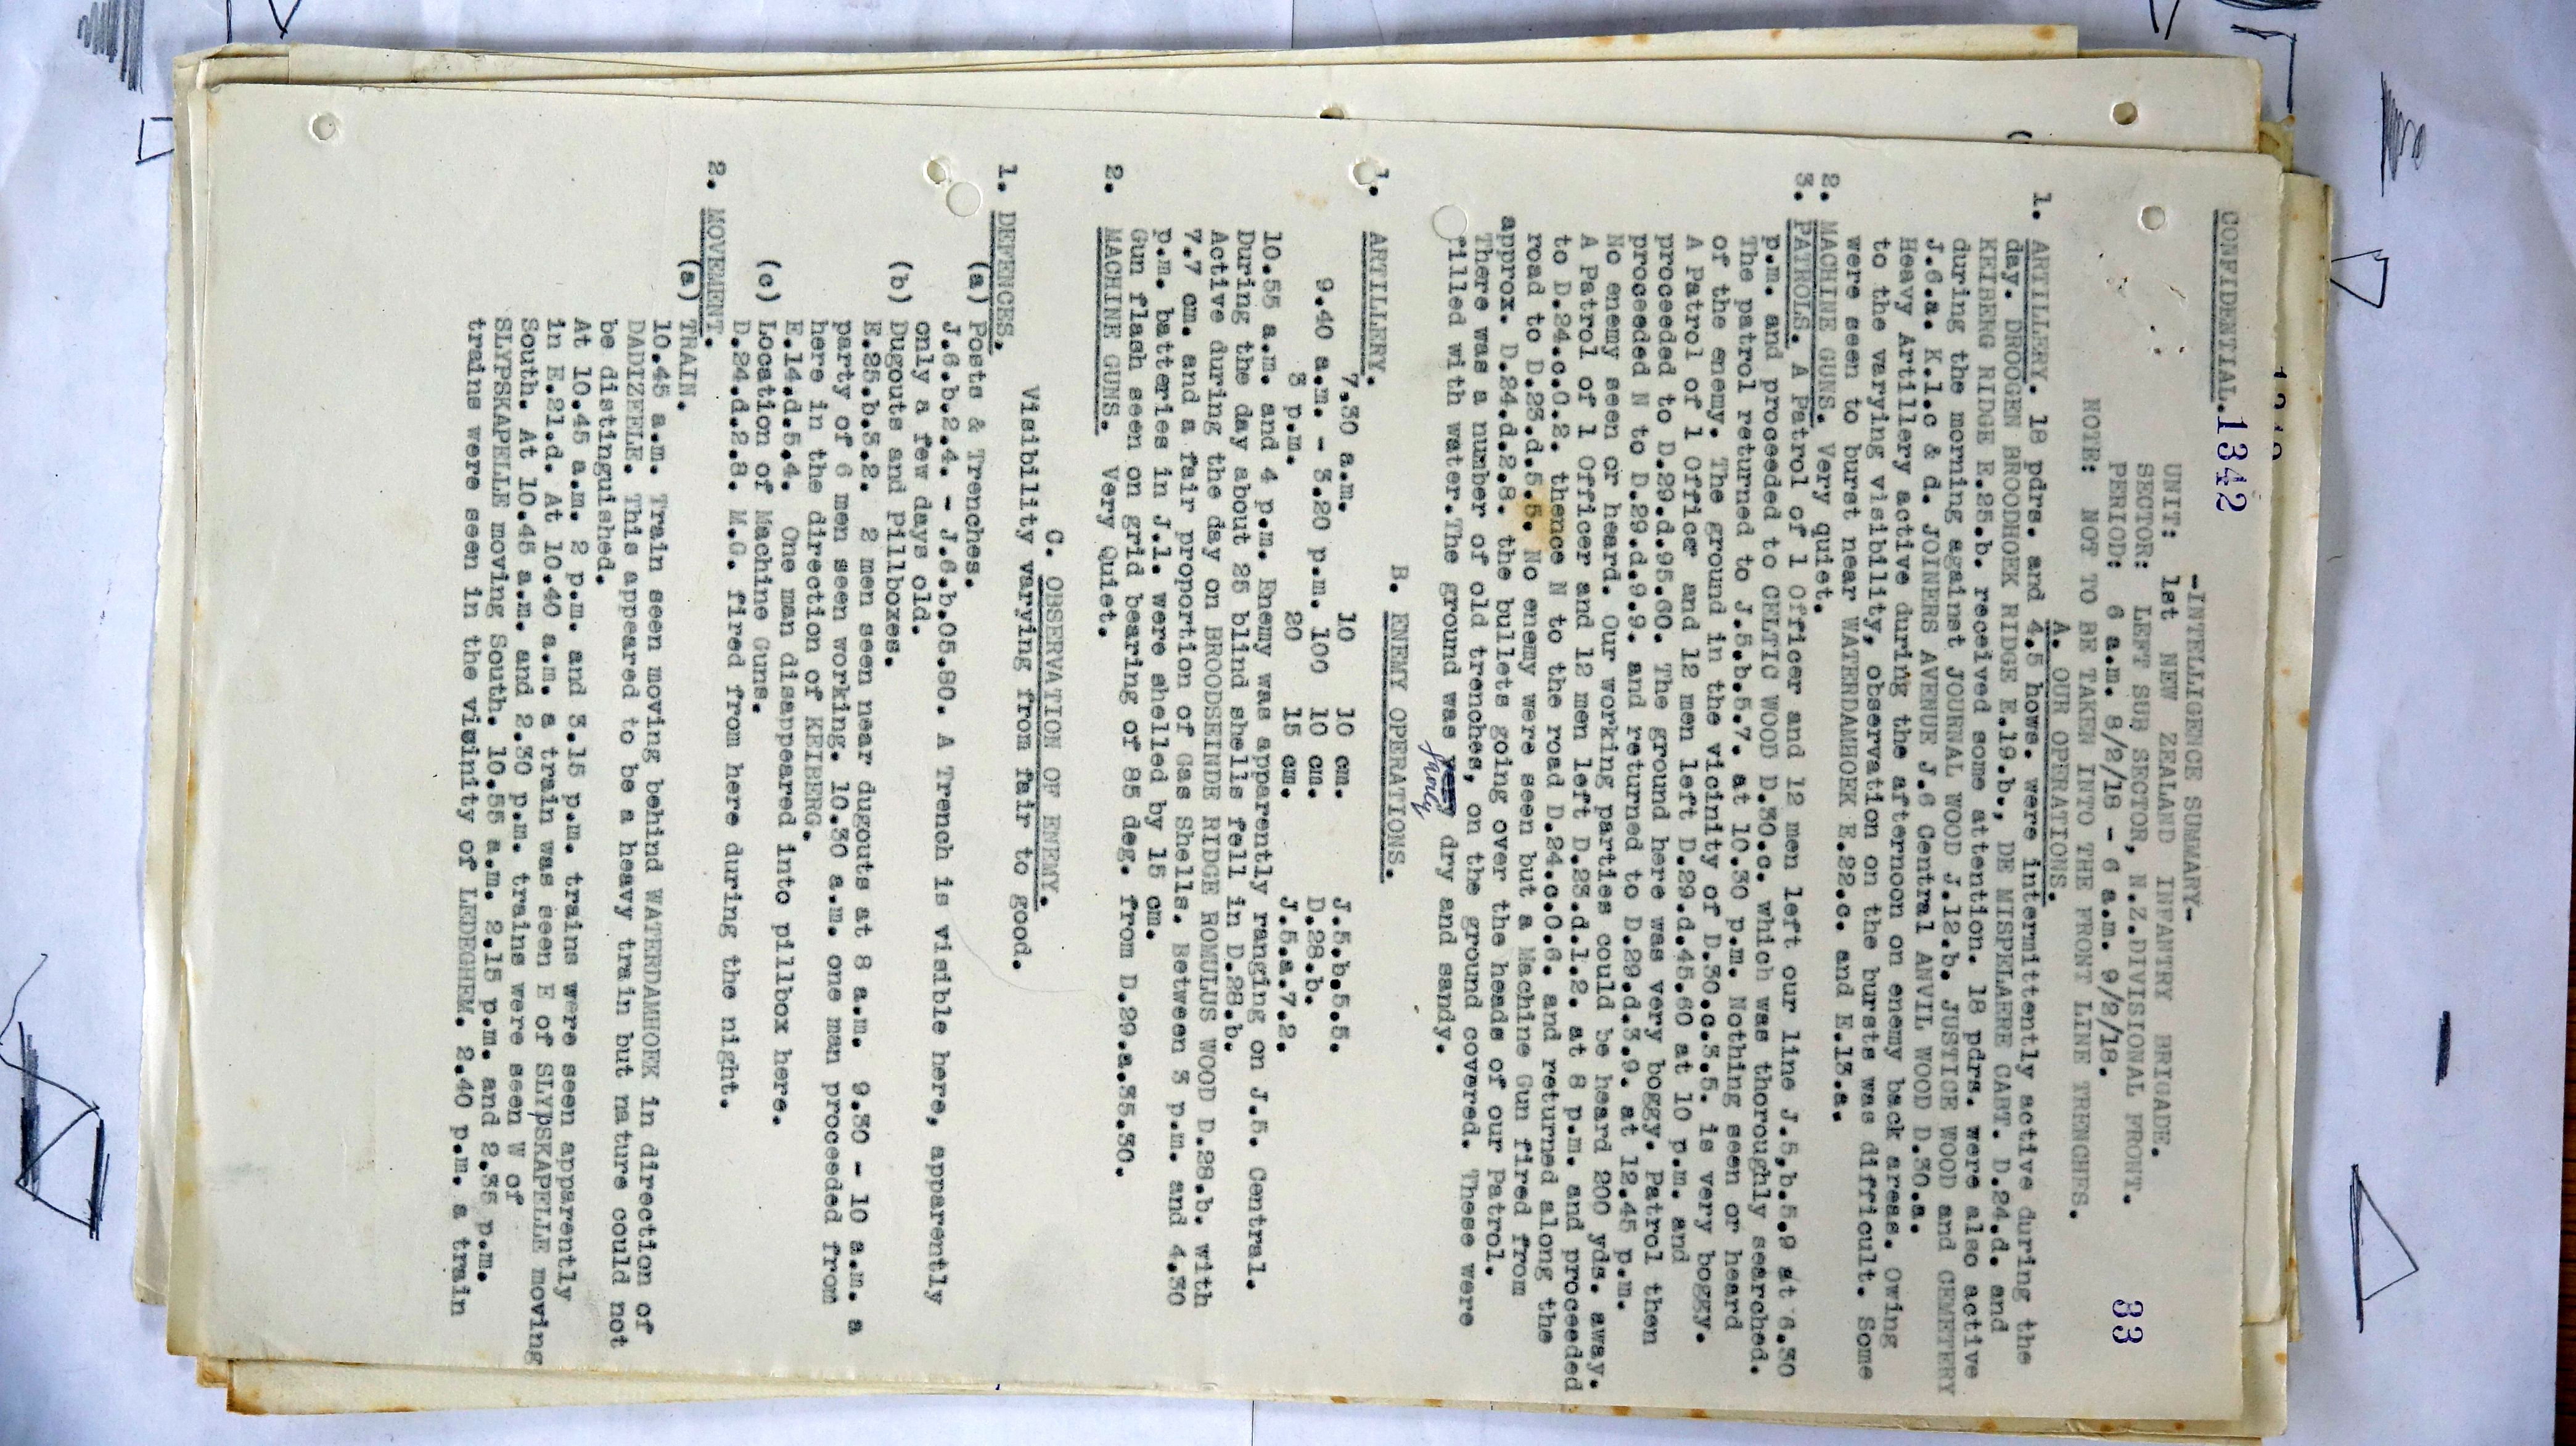 CONFIDENTIAL.
1342
33
-INTELLIGENCE SUMMARY-
UNIT: 1st NEW ZEALAND INFANTRY BRIGADE.
SECTOR: LEFT SUB SECTOR, N.Z.DIVISIONAL FRONT.
PERIOD: 6 a.m. 8/2/18 - 6 a.m. 9/2/18.
NOTE: NOT TO BE TAKEN INTO THE FRONT LINE TRENCHES.
A. OUR OPERATIONS.
1. ARTILLERY. 18 pdrs. and 4.5 hows. were intermittently active during the
day. DROOGEN BROODHOEK RIDGE E.19.b., DE MISPELAERE CABT. D.24.d. and
KEIBERG RIDGE E.25.b. received some attention. 18 pdrs. were also active
during the morning against JOURNAL WOOD J.12.b. JUSTICE WOOD and CEMETERY
J.6.a. K.1.c & d. JOINERS AVENUE J.6 Central ANVIL WOOD D.30.a.
Heavy Artillery active during the afternoon on enemy back areas. Owing
to the varying visibility, observation on the bursts was difficult. Some
were seen to burst near WATERDAMHOEK E.22.c. and E.13.a.
2. MACHINE GUNS. Very quiet.
3. PATROLS. A Patrol of 1 Officer and 12 men left our line J.5,b.5.9 at 6.30
p.m. and proceeded to CELTIC WOOD D.30.c. which was thoroughly searched.
The patrol returned to J.5.b.5.7. at 10.30 p.m. Nothing seen or heard
of the enemy. The ground in the vicinity of D.30.c.3.5. is very boggy.
A Patrol of 1 Officer and 12 men left D.29.d.45.60 at 10 p.m. and
proceeded to D.29.d.95.60. The ground here was very boggy. Patrol then
proceeded N to D.29.d.9.9. and returned to D.29.d.3.9. at 12.45 p.m.
No enemy seen or heard. Our working parties could be heard 200 yds. away.
A Patrol of 1 Officer and 12 men left D.23.d.1.2. at 8 p.m. and proceeded
to D.24.c.0.2. thence N to the road D.24.c.0.6. and returned along the
road to D.23.d.5.5. No enemy were seen but a Machine Gun fired from
approx. D.24.d.2.8. the bullets going over the heads of our Patrol.
There was a number of old trenches, on the ground covered. These were
filled with water.The ground was very dry and sandy.
fairly
B. ENEMY OPERATIONS.
1. ARTILLERY.
7.30 a.m. 10 10 cm. J.5.b.5.5.
9.40 a.m. - 3.20 p.m. 100 10 cm. D.28.b.
3 p.m. 20 15 cm. J.5.a.7.2.
10.55 a.m. and 4 p.m. Enemy was apparently ranging on J.5. Central.
During the day about 25 blind shells fell in D.28.b.
Active during the day on BROODSEINDE RIDGE ROMULUS WOOD D.28.b. with
7.7 cm. and a fair proportion of Gas Shells. Between 3 p.m. and 4.30
p.m. batteries in J.1. were shelled by 15 cm.
Gun flash seen on grid bearing of 85 deg. from D.29.a.35.30.
2. MACHINE GUNS. Very Quiet.
C. OBSERVATION OF ENEMY.
Visibility varying from fair to good.
1. DEFENCES.
(a) Posts & Trenches.
J.6.b.2.4. - J.6.b.05.80. A Trench is visible here, apparently
only a few days old.
(b) Dugouts and Pillboxes.
E.25.b.3.2. 2 men seen near dugouts at 8 a.m. 9.30 - 10 a.m. a
party of 6 men seen working. 10.30 a.m. one man proceeded from
here in the direction of KEIBERG.
E.14.d.5.4. One man disappeared into pillbox here.
(c) Location of Machine Guns.
D.24.d.2.8. M.G. fired from here during the night.
2. MOVEMENT.
(a) TRAIN.
10.45 a.m. Train seen moving behind WATERDAMHOEK in direction of
DADIZEELE. This appeared to be a heavy train but nature could not
be distinguished.
At 10.45 a.m. 2 p.m. and 3.15 p.m. trains were seen apparently
in E.21.d. At 10.40 a.m. a train was seen E of SLYPSKAPELLE moving
South. At 10.45 a.m. and 2.30 p.m. trains were seen W of
SLYPSKAPELLE moving South. 10.55 a.m. 2.15 p.m. and 2.35 p.m.
trains were seen in the visinity of LEDEGHEM. 2.40 p.m. a train